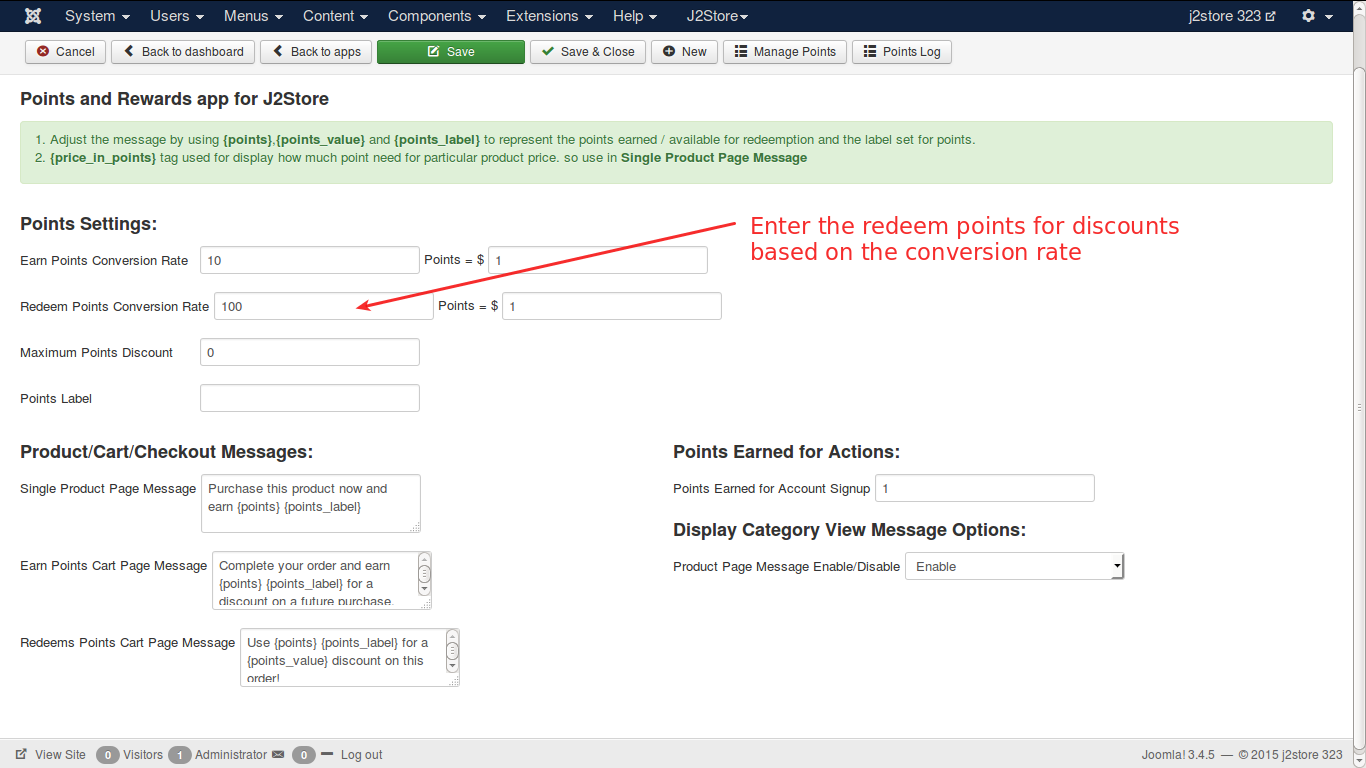 System Users Menus Content Components Extensions Help J2Store j2store 323
Cancel Back to dashboard Back to apps Save Save & Close New Manage Points Points Log
Points and Rewards app for J2Store
1. Adjust the message by using {points},{points_value} and {points_label} to represent the points earned / available for redeemption and the label set for points.
2. {price_in_points} tag used for display how much point need for particular product price. so use in Single Product Page Message
Points Settings:
Enter the redeem points for discounts
based on the conversion rate
Earn Points Conversion Rate 10 Points = $ 1
Redeem Points Conversion Rate 100 Points = $ 1
Maximum Points Discount 0
Points Label
Product/Cart/Checkout Messages:
Single Product Page Message
Purchase this product now and
earn {points} {points_label}
Earn Points Cart Page Message
Complete your order and earn
{points} {points_label} for a
discount on a future purchase.
Redeems Points Cart Page Message
Use {points} {points_label} for a
{points_value} discount on this
order!
Points Earned for Actions:
Points Earned for Account Signup 1
Display Category View Message Options:
Product Page Message Enable/Disable Enable
View Site 0 Visitors 1 Administrator 0 Log out Joomla! 3.4.5 — © 2015 j2store 323